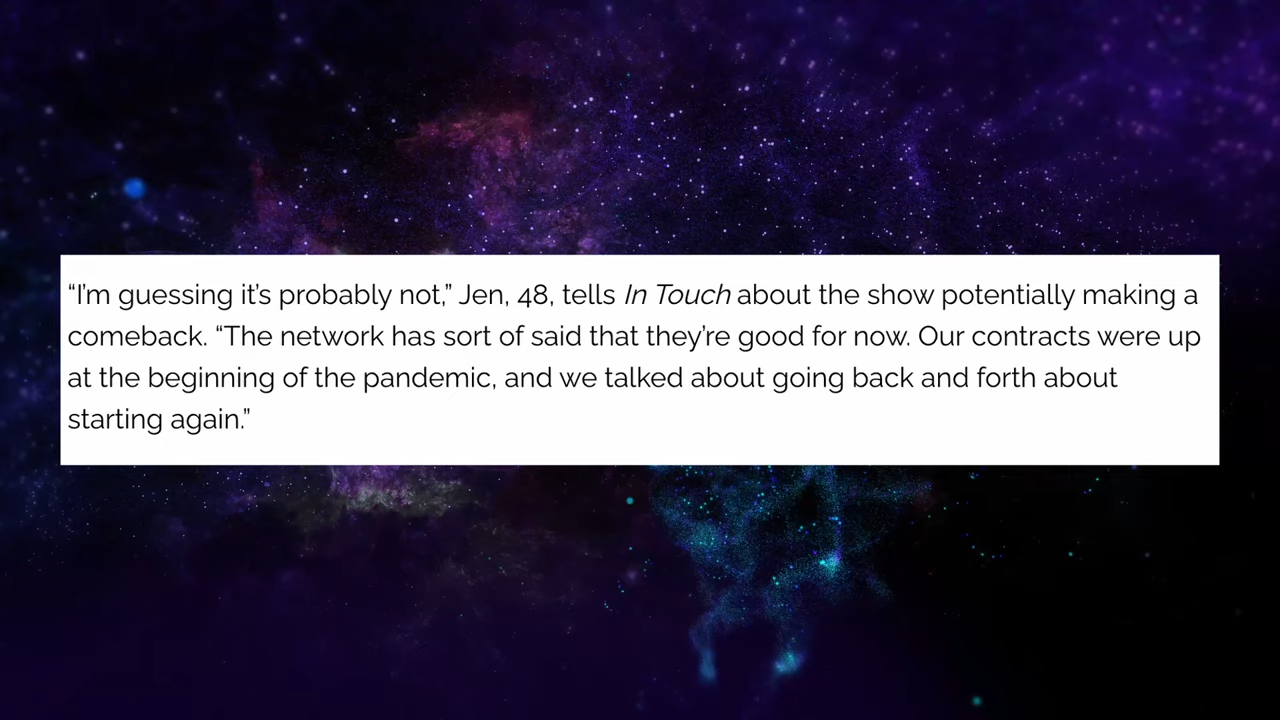 “I’m guessing it’s probably not,” Jen, 48, tells In Touch about the show potentially making a
comeback. “The network has sort of said that they’re good for now. Our contracts were up
at the beginning of the pandemic, and we talked about going back and forth about
starting again.”